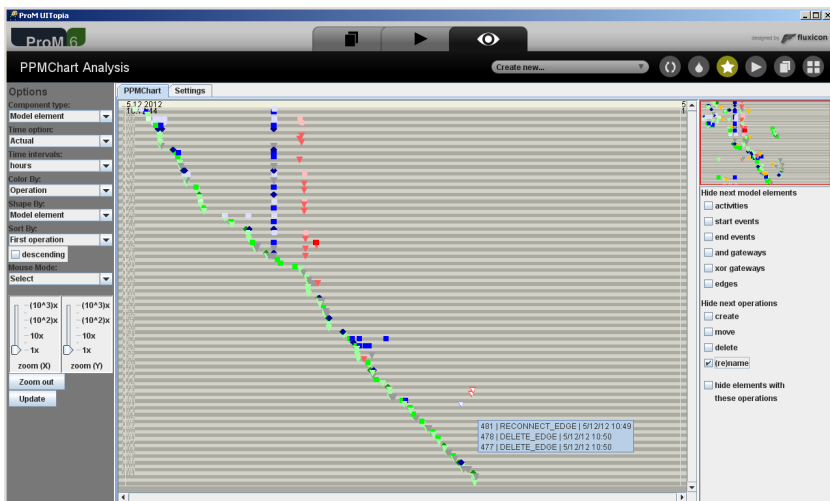 ProM UITopia
ProM 6
designed by fluxicon
PPMChart Analysis
Create new...
Options
Component type:
Model element
Time option:
Actual
Time intervals:
hours
Color By:
Operation
Shape By:
Model element
Sort By:
First operation
descending
Mouse Mode:
Select
(10^3)x
(10^2)x
10x
1x
zoom (X)
(10^3)x
(10^2)x
10x
1x
zoom (Y)
Zoom out
Update
PPMChart
Settings
5.12.2012
5
1
481 | RECONNECT_EDGE | 5/12/12 10:49
478 | DELETE_EDGE | 5/12/12 10:50
477 | DELETE_EDGE | 5/12/12 10:50
Hide next model elements
activities
start events
end events
and gateways
xor gateways
edges
Hide next operations
create
move
delete
(re)name
hide elements with
these operations